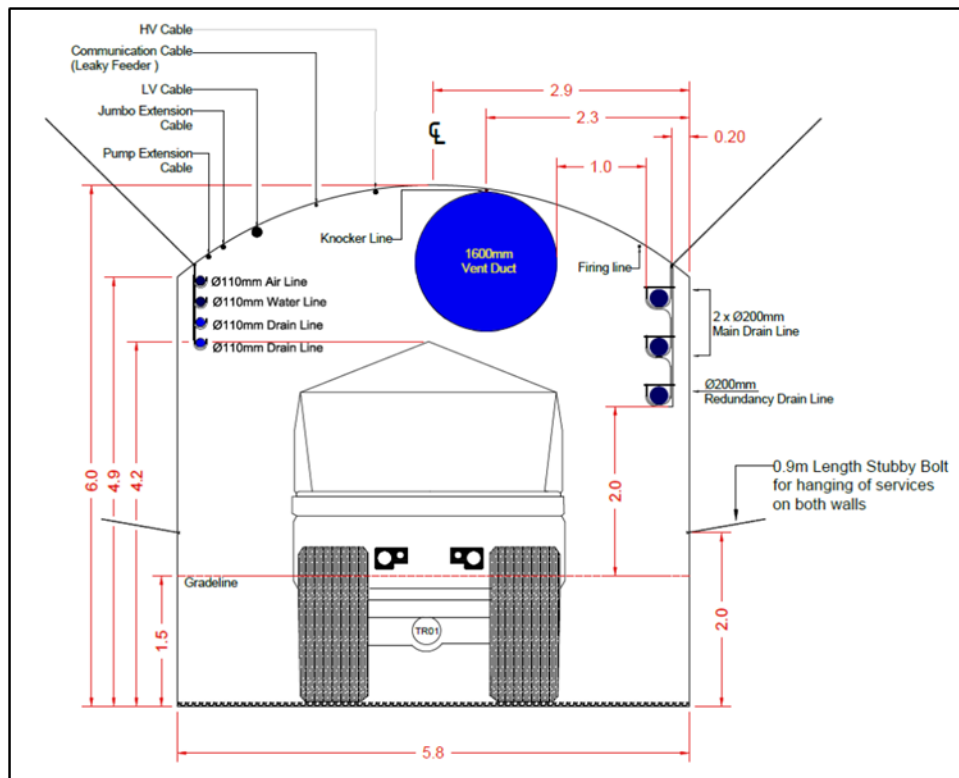 HV Cable
Communication Cable
(Leaky Feeder )
LV Cable
Jumbo Extension
Cable
Pump Extension
Cable
℄
2.9
2.3
0.20
1.0
Knocker Line
1600mm
Vent Duct
Firing line
Ø110mm Air Line
Ø110mm Water Line
Ø110mm Drain Line
Ø110mm Drain Line
2 x Ø200mm
Main Drain Line
Ø200mm
Redundancy Drain Line
0.9m Length Stubby Bolt
for hanging of services
on both walls
6.0
4.9
4.2
2.0
Gradeline
1.5
TR01
2.0
5.8